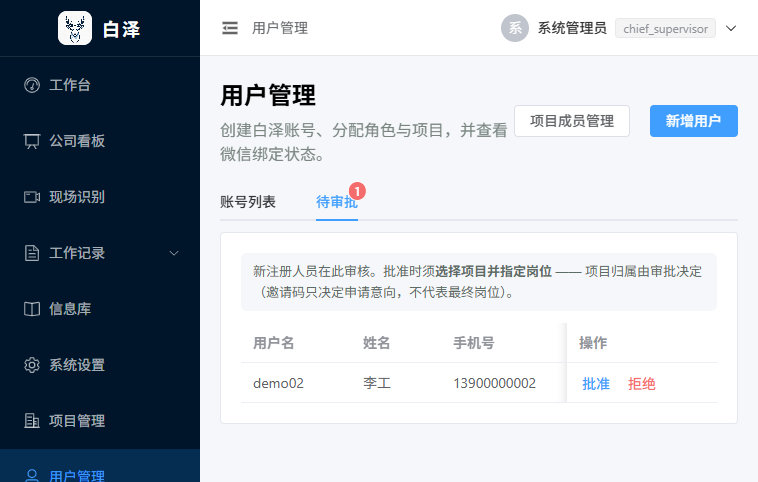 白泽
用户管理
系 系统管理员 chief_supervisor
工作台
公司看板
现场识别
工作记录
信息库
系统设置
项目管理
用户管理
用户管理
创建白泽账号、分配角色与项目，并查看
微信绑定状态。
项目成员管理
新增用户
账号列表
待审批 1
新注册人员在此审核。批准时须选择项目并指定岗位 —— 项目归属由审批决定
（邀请码只决定申请意向，不代表最终岗位）。
用户名 姓名 手机号 操作
demo02 李工 13900000002 批准 拒绝